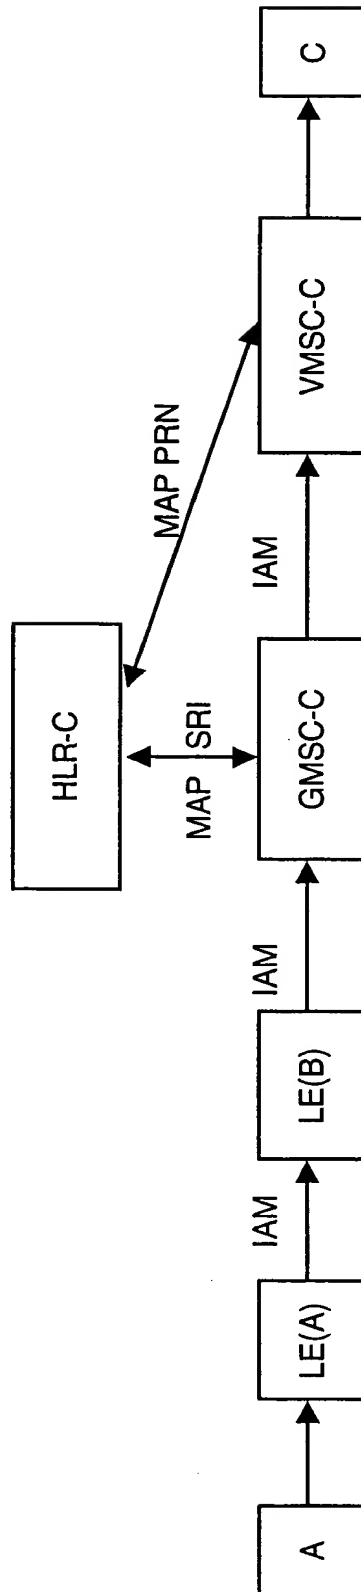 HLR-C
MAP PRN
MAP SRI
IAM
IAM
IAM
A
LE(A)
LE(B)
GMSC-C
VMSC-C
C